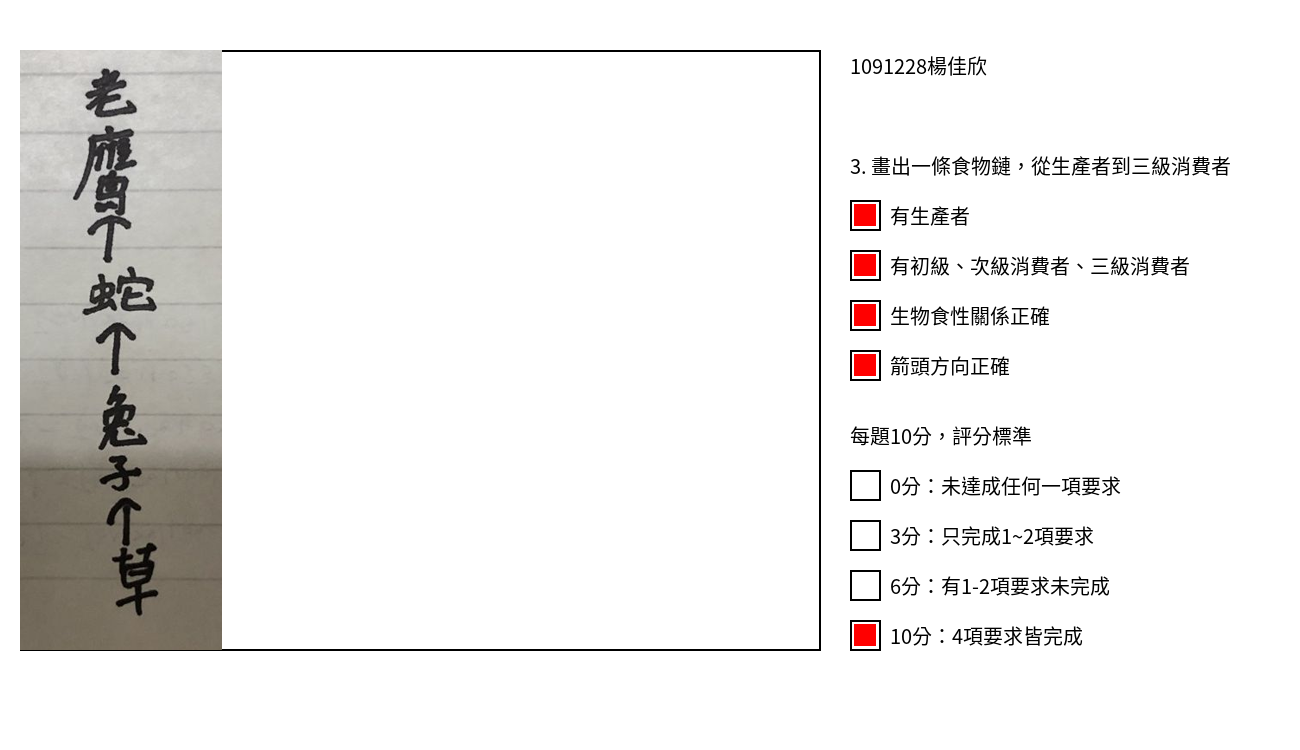 老鷹
↑
蛇
↑
兔子
↑
草
1091228楊佳欣
3. 畫出一條食物鏈，從生產者到三級消費者
有生產者
有初級、次級消費者、三級消費者
生物食性關係正確
箭頭方向正確
每題10分，評分標準
0分：未達成任何一項要求
3分：只完成1~2項要求
6分：有1-2項要求未完成
10分：4項要求皆完成